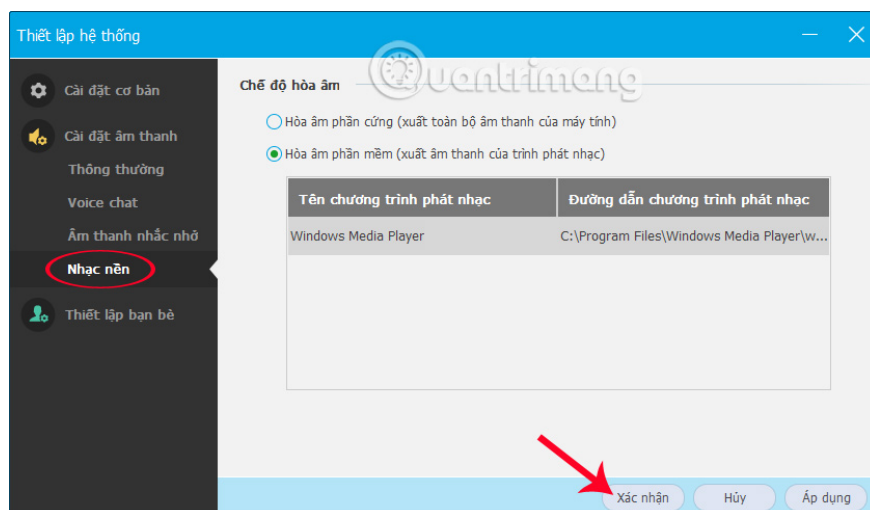 Thiết lập hệ thống
Quantrimang
Cài đặt cơ bản
Cài đặt âm thanh
Thông thường
Voice chat
Âm thanh nhắc nhở
Nhạc nền
Thiết lập bạn bè
Chế độ hòa âm
Hòa âm phần cứng (xuất toàn bộ âm thanh của máy tính)
Hòa âm phần mềm (xuất âm thanh của trình phát nhạc)
Tên chương trình phát nhạc Đường dẫn chương trình phát nhạc
Windows Media Player C:\Program Files\Windows Media Player\w...
Xác nhận Hủy Áp dụng